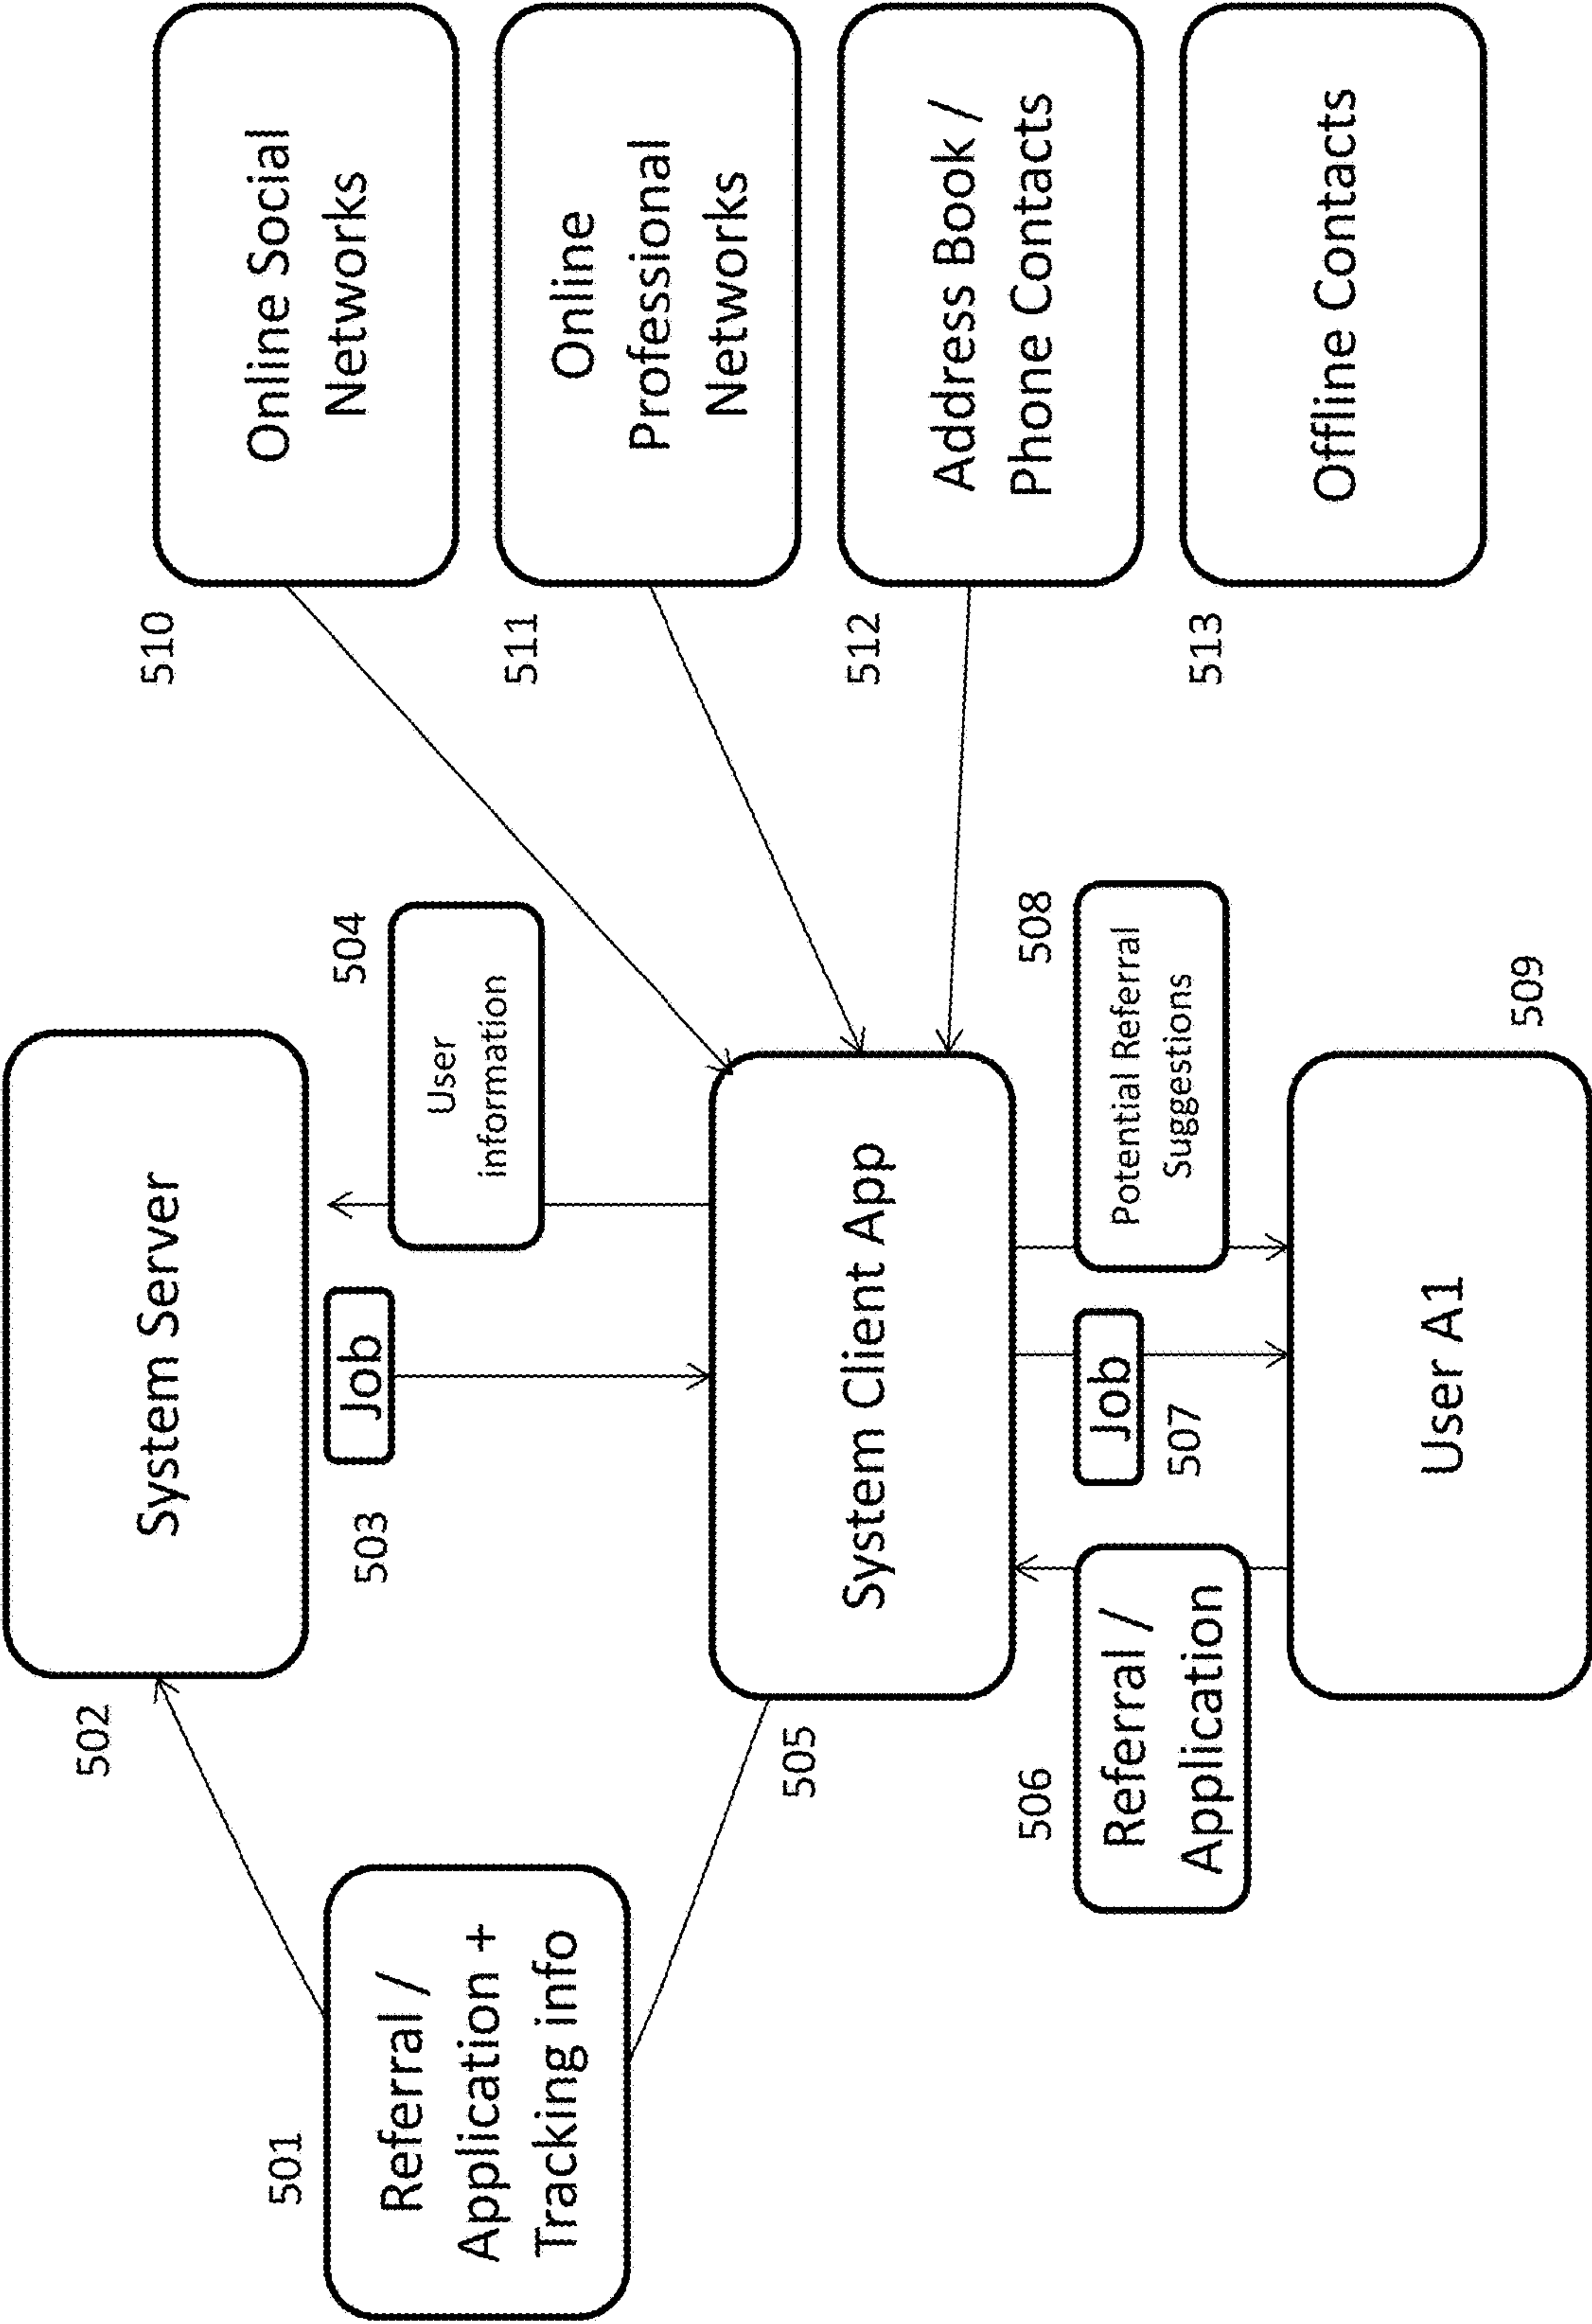 502
System Server
510
Online Social
Networks
501
Referral /
Application +
Tracking info
503
Job
504
User
information
511
Online
Professional
Networks
505
System Client App
512
Address Book /
Phone Contacts
506
Referral /
Application
Job
507
508
Potential Referral
Suggestions
513
Offline Contacts
User A1
509